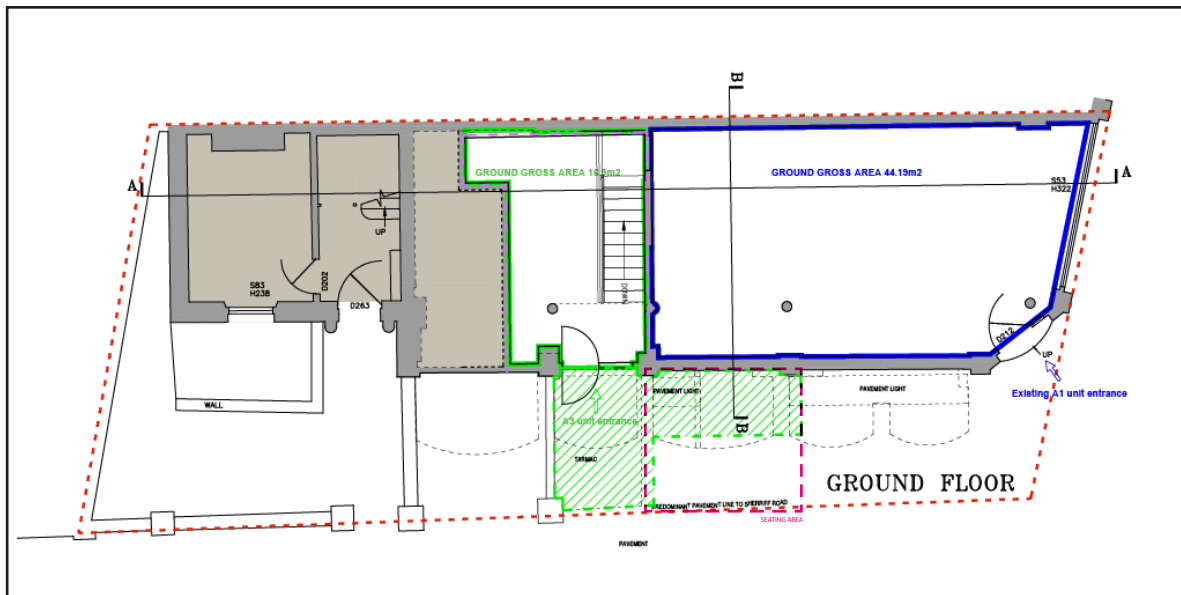 B
A
GROUND GROSS AREA 16.9m2
GROUND GROSS AREA 44.19m2
A
S53
H322
UP
DOWN
D202
S83
H238
D263
D212
UP
Existing A1 unit entrance
PAVEMENT LIGHT
PAVEMENT LIGHT
WALL
A3 unit entrance
B
TARMAC
GROUND FLOOR
PREDOMINANT PAVEMENT LINE TO SHERRIFF ROAD
SEATING AREA
PAVEMENT